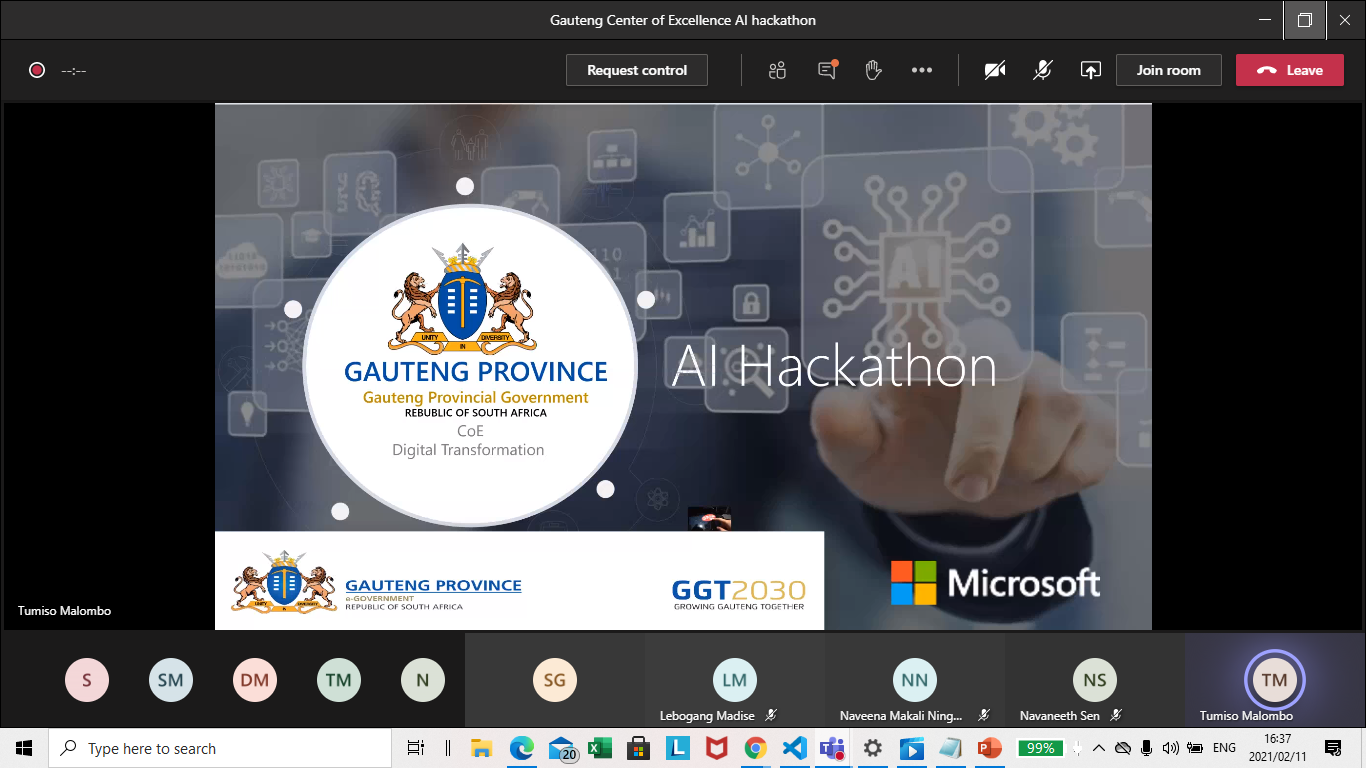 Gauteng Center of Excellence AI hackathon
--:--
Request control
Join room
Leave
AI
UNITY IN DIVERSITY
GAUTENG PROVINCE
Gauteng Provincial Government
REBUBLIC OF SOUTH AFRICA
CoE
Digital Transformation
AI Hackathon
UNITY IN DIVERSITY
GAUTENG PROVINCE
e-GOVERNMENT
REPUBLIC OF SOUTH AFRICA
GGT2030
GROWING GAUTENG TOGETHER
Microsoft
Tumiso Malombo
S
SM
DM
TM
N
SG
LM
NN
NS
TM
Lebogang Madise
Naveena Makali Ning...
Navaneeth Sen
Tumiso Malombo
Type here to search
20
L
99%
ENG
16:37
2021/02/11